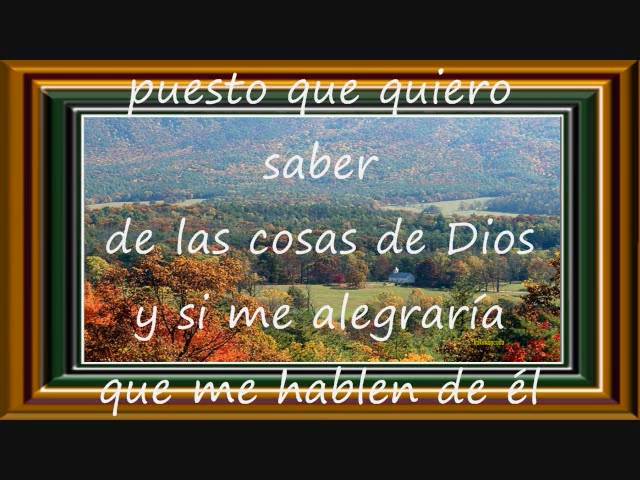 puesto que quiero
saber
de las cosas de Dios
y si me alegraría
que me hablen de él